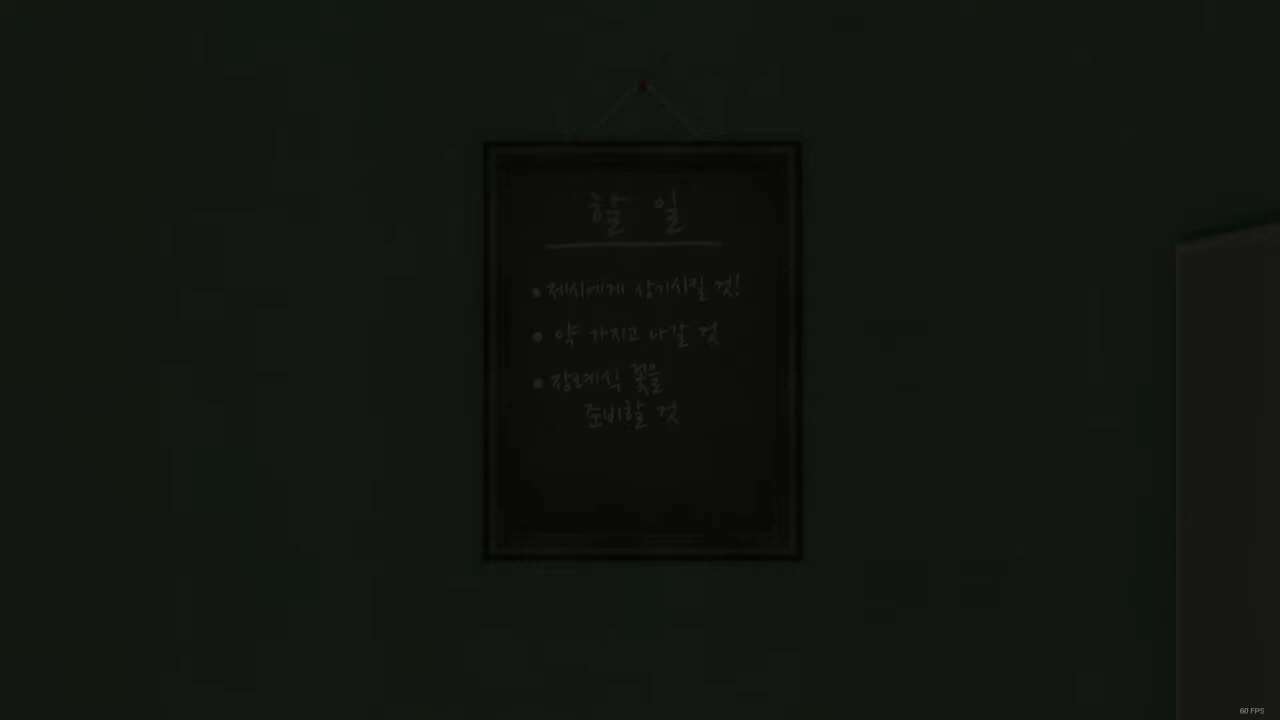 할 일
• 제시에게 상기시킬 것!
• 약 가지고 나갈 것
• 장례식 꽃을
준비할 것
60 FPS